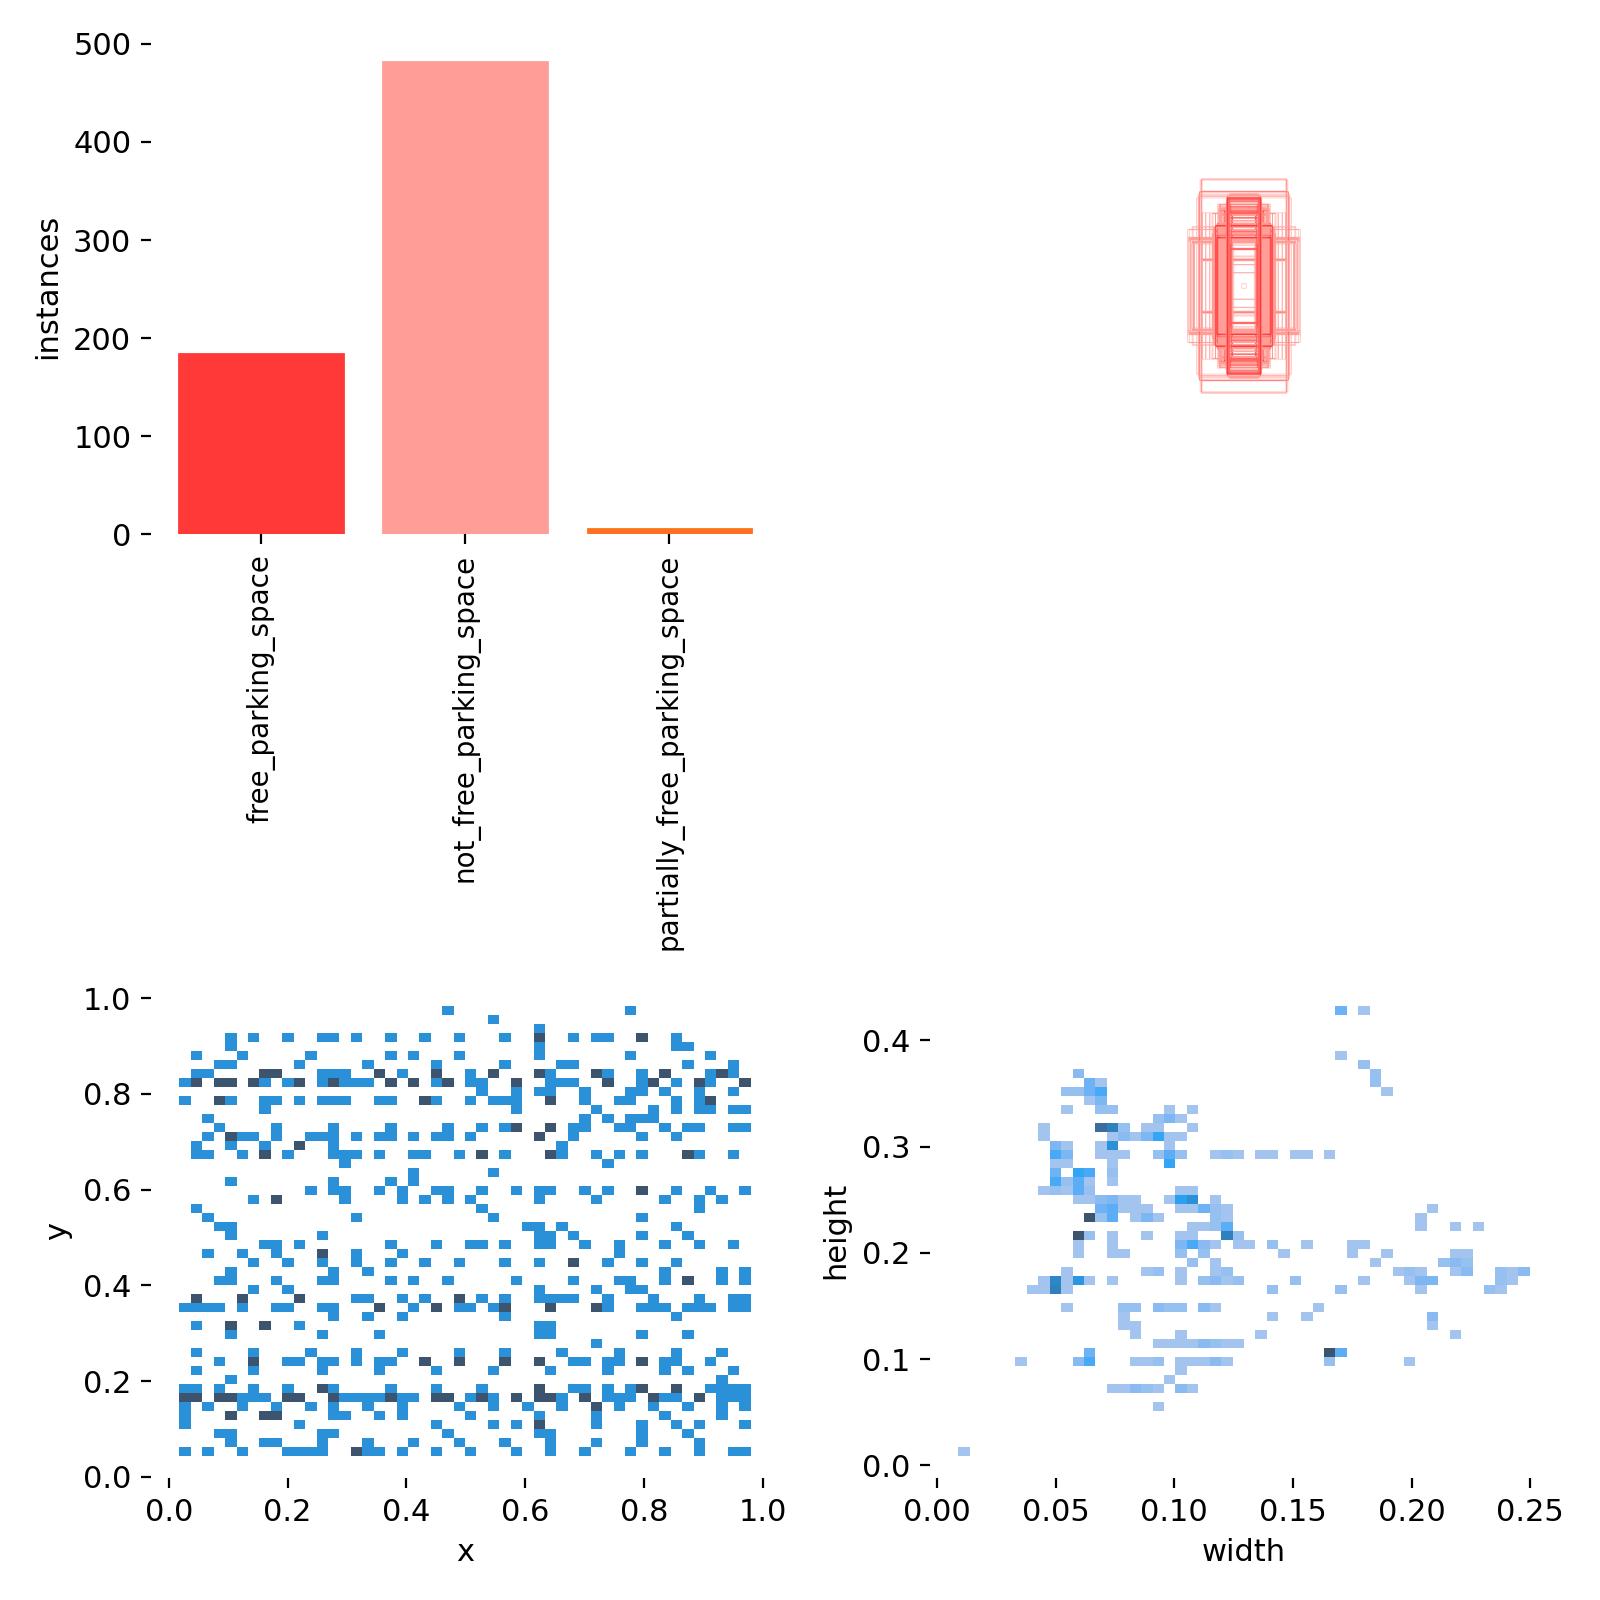 500
400
300
200
100
0
instances
free_parking_space
not_free_parking_space
partially_free_parking_space
1.0
0.8
0.6
0.4
0.2
0.0
y
0.0 0.2 0.4 0.6 0.8 1.0
x
0.4
0.3
0.2
0.1
0.0
height
0.00 0.05 0.10 0.15 0.20 0.25
width